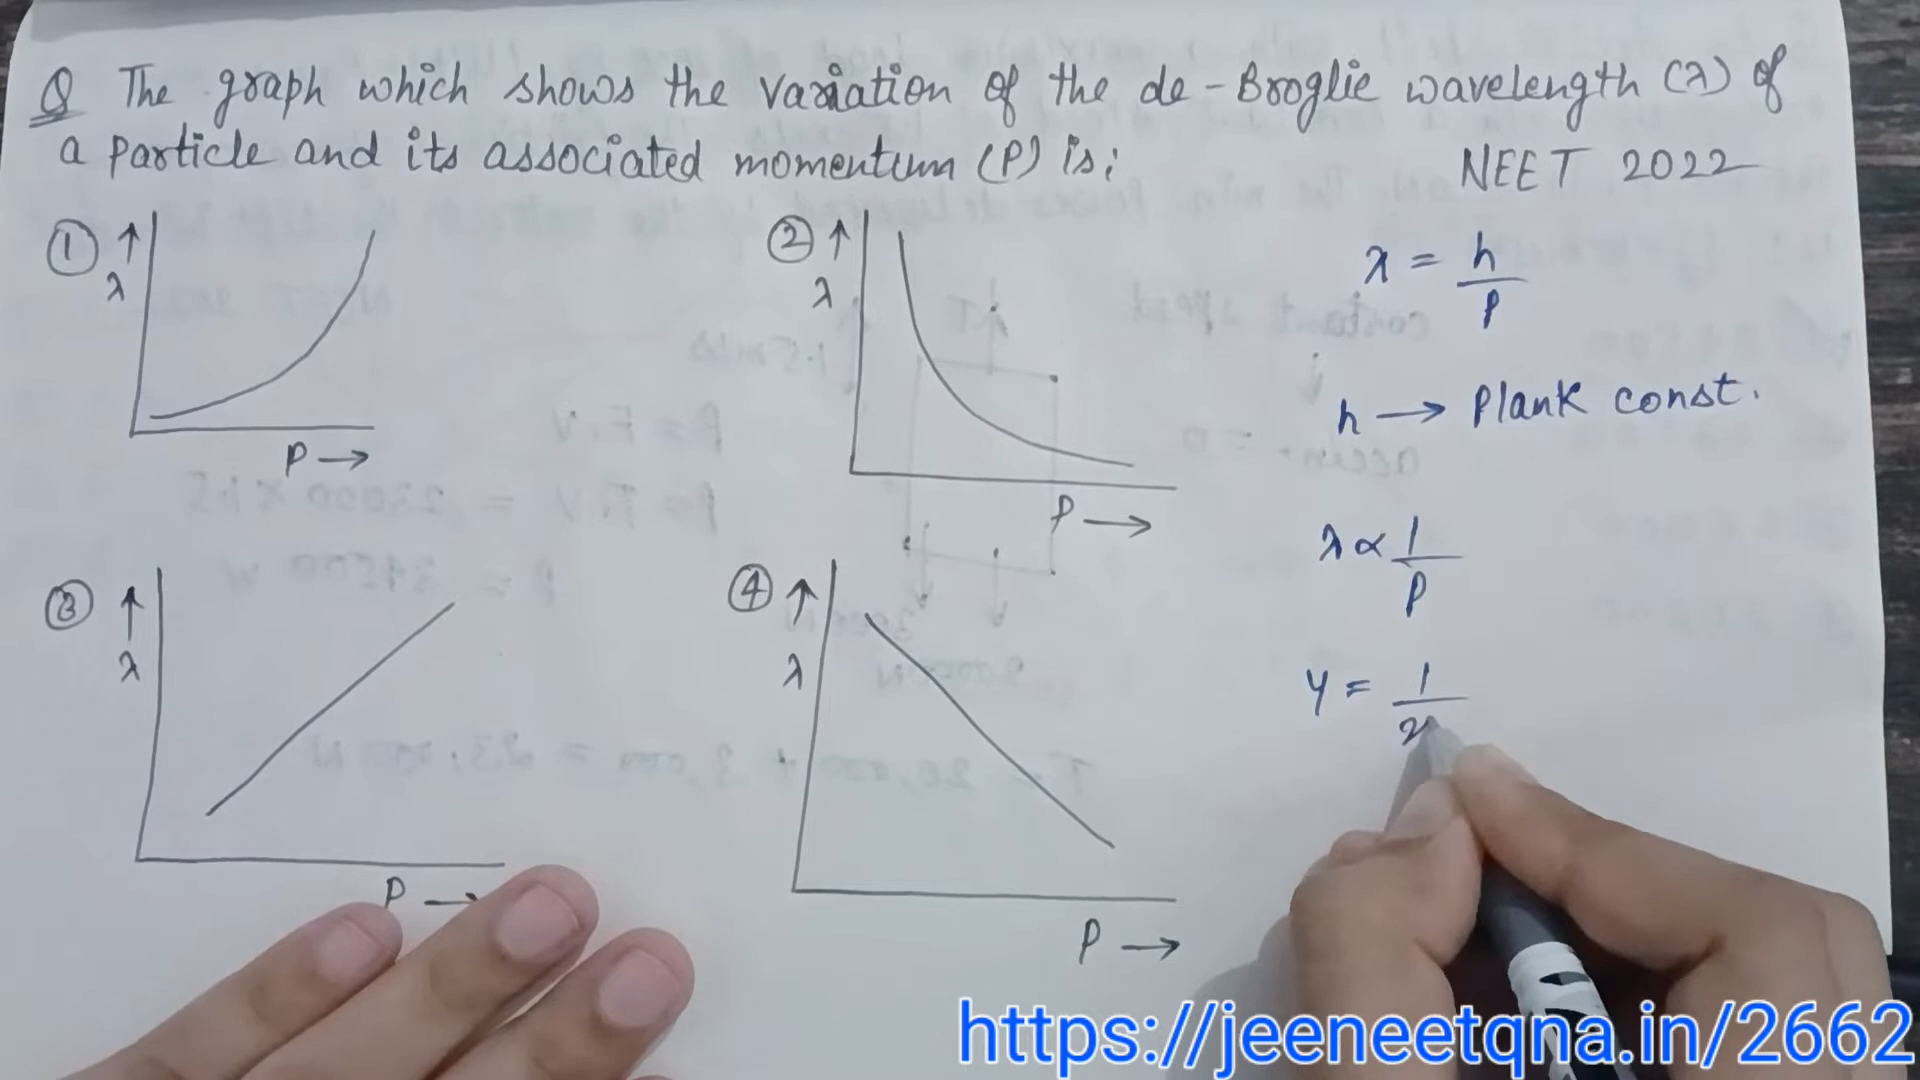 Q The graph which shows the variation of the de-Broglie wavelength (λ) of
a particle and its associated momentum (P) is:
NEET 2022
① ↑
λ
P →
② ↑
λ
P →
③ ↑
λ
P →
④ ↑
λ
P →
λ = h/P
h → Plank const.
λ ∝ 1/P
y = 1/x
https://jeeneetqna.in/2662